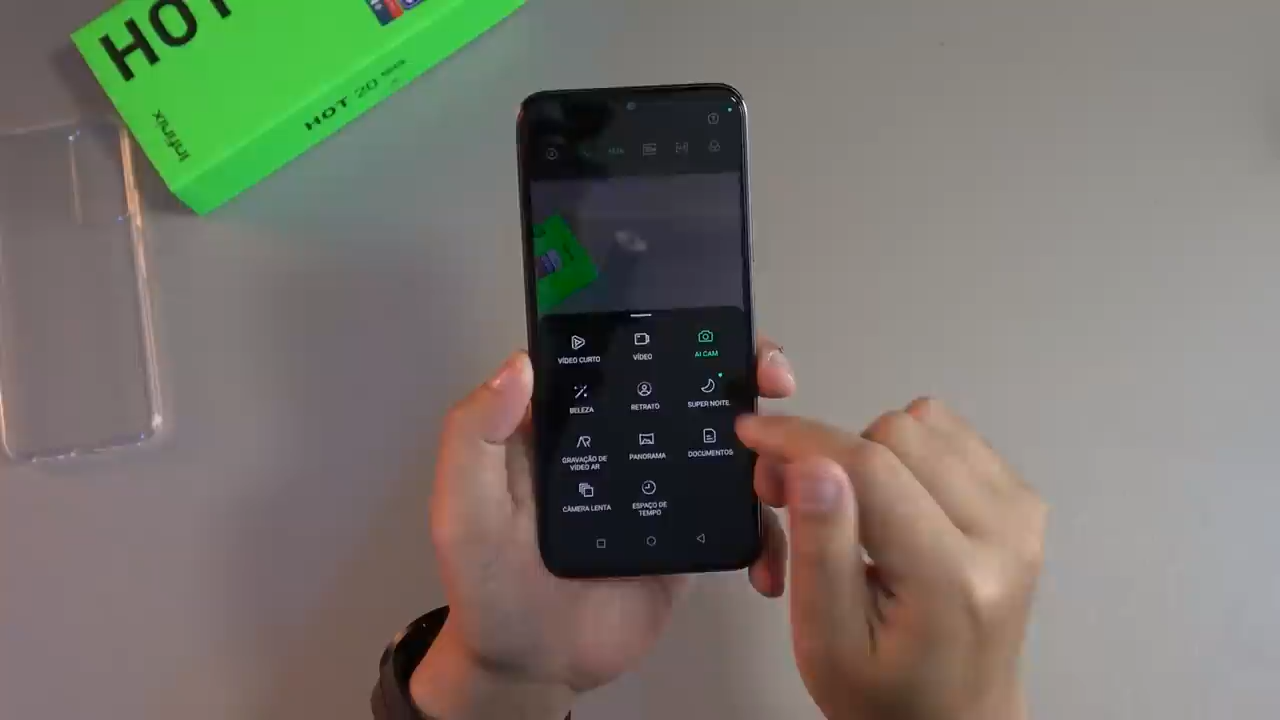 HOT
HOT 20 5G
Infinix
VÍDEO CURTO
VÍDEO
AI CAM
BELEZA
RETRATO
SUPER NOITE
GRAVAÇÃO DE
VÍDEO AR
PANORAMA
DOCUMENTOS
CÂMERA LENTA
ESPAÇO DE
TEMPO